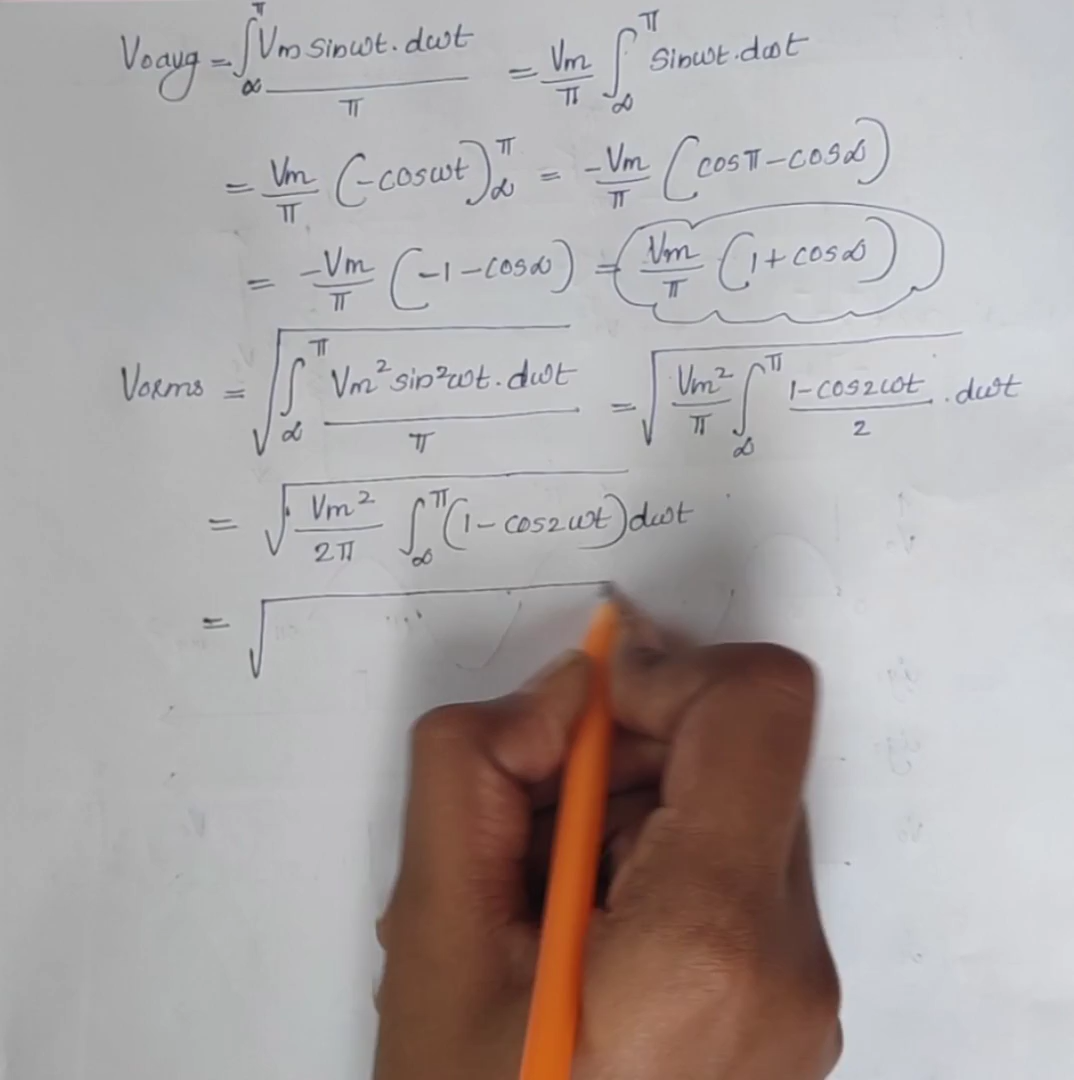 Voavg = ∫_α^π Vm sinωt. dωt / π = Vm/π ∫_α^π sinωt. dωt
= Vm/π (-cosωt)_α^π = -Vm/π (cosπ - cosα)
= -Vm/π (-1 - cosα) = Vm/π (1 + cosα)
Vorms = √(∫_α^π Vm² sin²ωt. dωt / π) = √(Vm²/π ∫_α^π (1-cos2ωt)/2 . dωt)
= √(Vm²/2π ∫_α^π (1 - cos2ωt) dωt)
= √